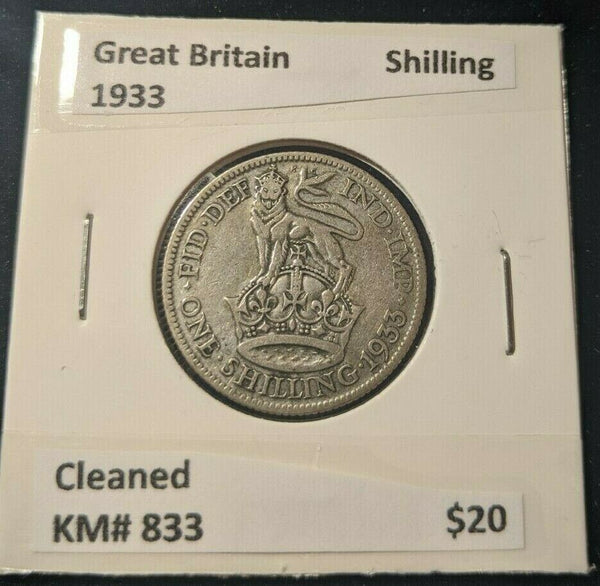 Great Britain Shilling
1933
·FID·DEF IND·IMP·
ONE SHILLING·1933
Cleaned
KM# 833 $20